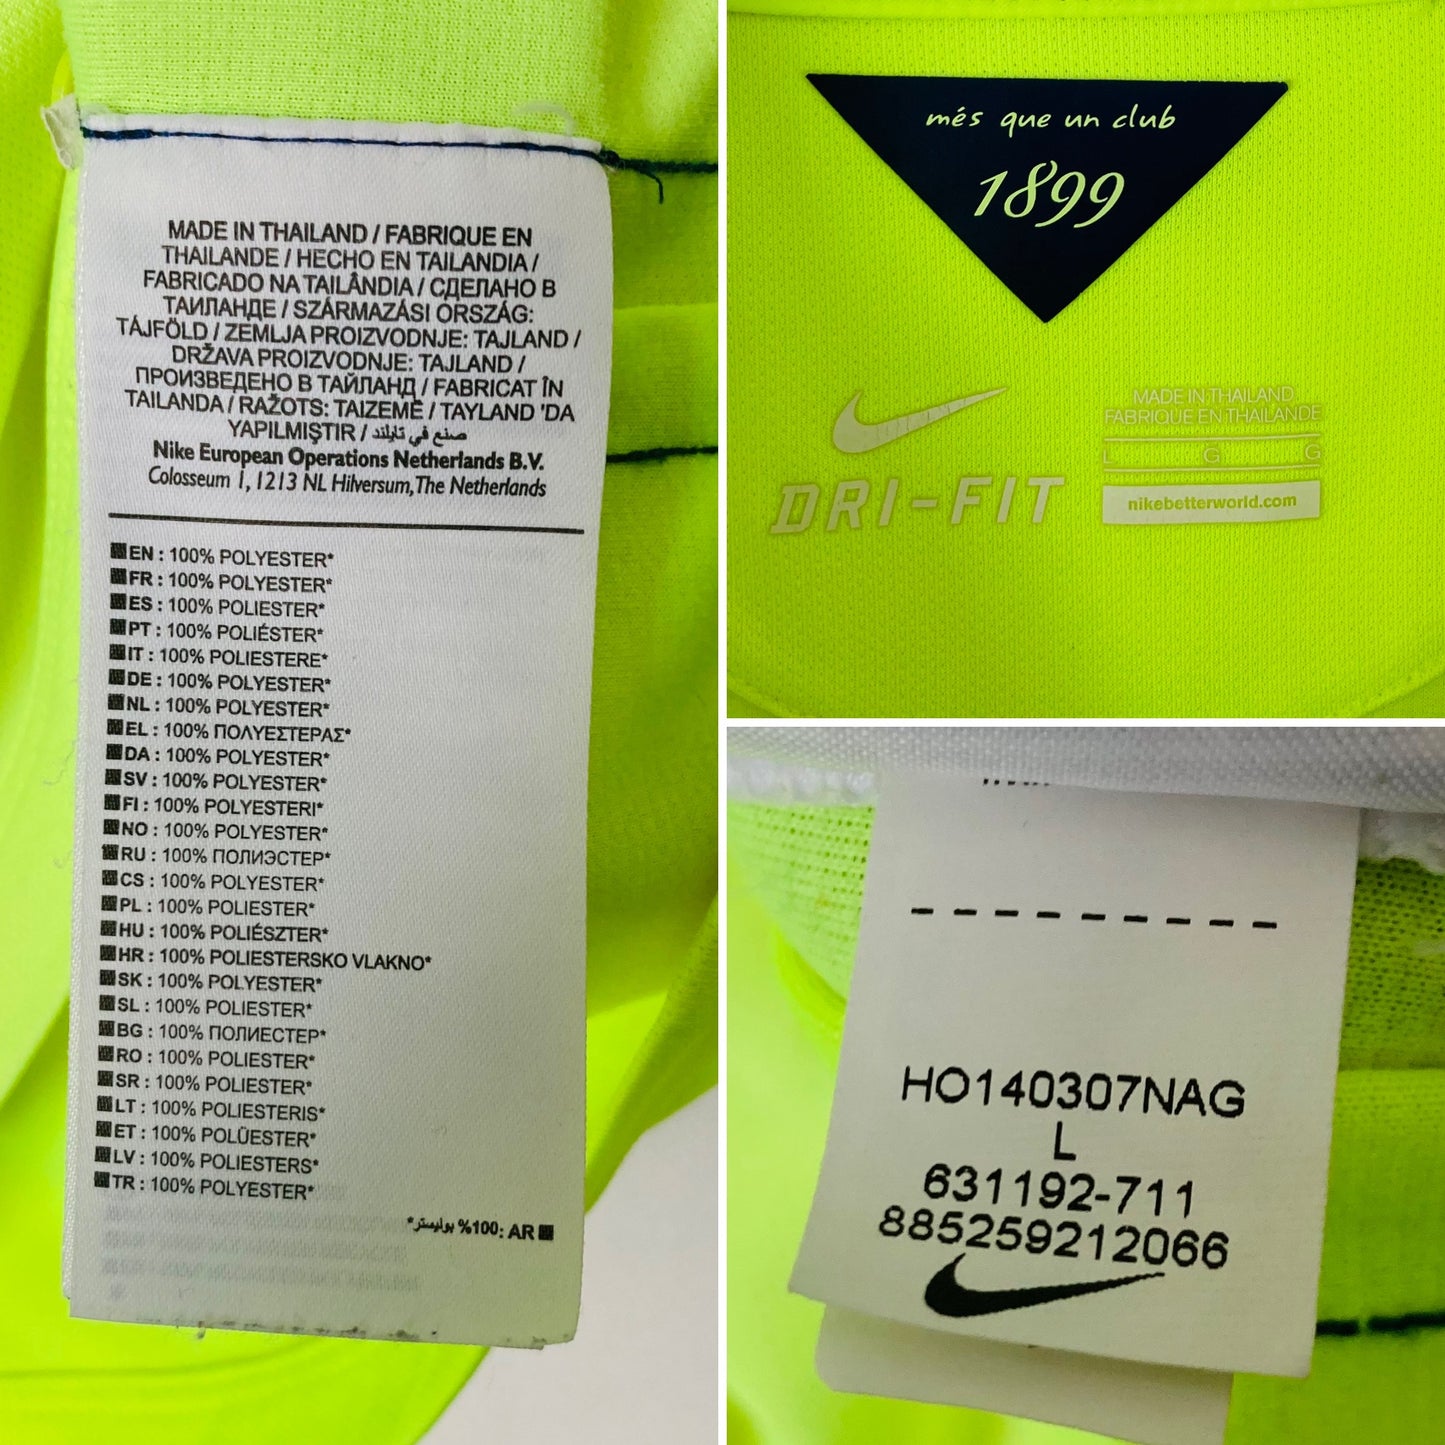 MADE IN THAILAND / FABRIQUE EN
THAILANDE / HECHO EN TAILANDIA /
FABRICADO NA TAILÂNDIA / СДЕЛАНО В
ТАИЛАНДЕ / SZÁRMAZÁSI ORSZÁG:
TÁJFÖLD / ZEMLJA PROIZVODNJE: TAJLAND /
DRŽAVA PROIZVODNJE: TAJLAND /
ПРОИЗВЕДЕНО В ТАЙЛАНД / FABRICAT ÎN
TAILANDA / RAŽOTS: TAIZEMĒ / TAYLAND 'DA
YAPILMIŞTIR / صنع في تايلند
Nike European Operations Netherlands B.V.
Colosseum 1, 1213 NL Hilversum, The Netherlands
EN : 100% POLYESTER*
FR : 100% POLYESTER*
ES : 100% POLIESTER*
PT : 100% POLIÉSTER*
IT : 100% POLIESTERE*
DE : 100% POLYESTER*
NL : 100% POLYESTER*
EL : 100% ΠΟΛΥΕΣΤΕΡΑΣ*
DA : 100% POLYESTER*
SV : 100% POLYESTER*
FI : 100% POLYESTERI*
NO : 100% POLYESTER*
RU : 100% ПОЛИЭСТЕР*
CS : 100% POLYESTER*
PL : 100% POLIESTER*
HU : 100% POLIÉSZTER*
HR : 100% POLIESTERSKO VLAKNO*
SK : 100% POLYESTER*
SL : 100% POLIESTER*
BG : 100% ПОЛИЕСТЕР*
RO : 100% POLIESTER*
SR : 100% POLIESTER*
LT : 100% POLIESTERIS*
ET : 100% POLÜESTER*
LV : 100% POLIESTERS*
TR : 100% POLYESTER*
AR :100% بوليستر*
més que un club
1899
DRI-FIT
MADE IN THAILAND
FABRIQUE EN THAILANDE
L G G
nikebetterworld.com
HO140307NAG
L
631192-711
885259212066